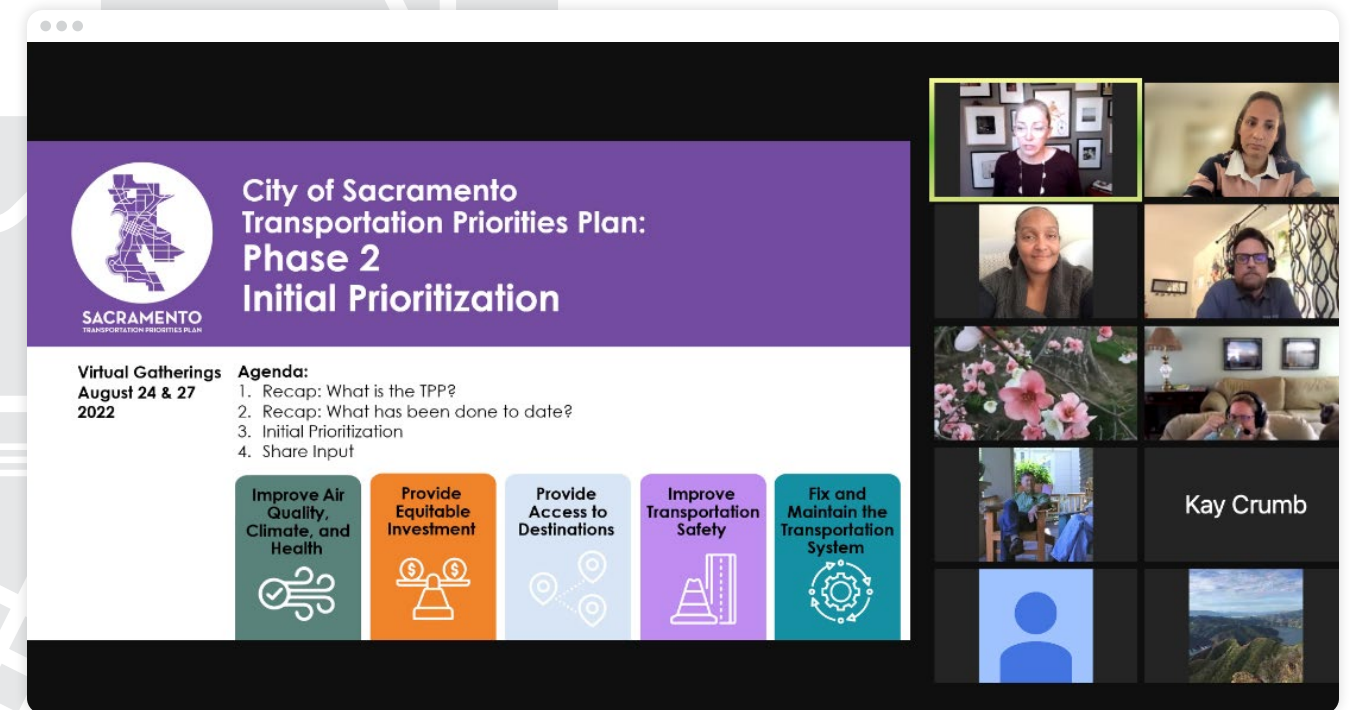 City of Sacramento
Transportation Priorities Plan:
Phase 2
Initial Prioritization
SACRAMENTO
TRANSPORTATION PRIORITIES PLAN
Virtual Gatherings
August 24 & 27
2022
Agenda:
1. Recap: What is the TPP?
2. Recap: What has been done to date?
3. Initial Prioritization
4. Share Input
Improve Air
Quality,
Climate, and
Health
Provide
Equitable
Investment
Provide
Access to
Destinations
Improve
Transportation
Safety
Fix and
Maintain the
Transportation
System
Kay Crumb